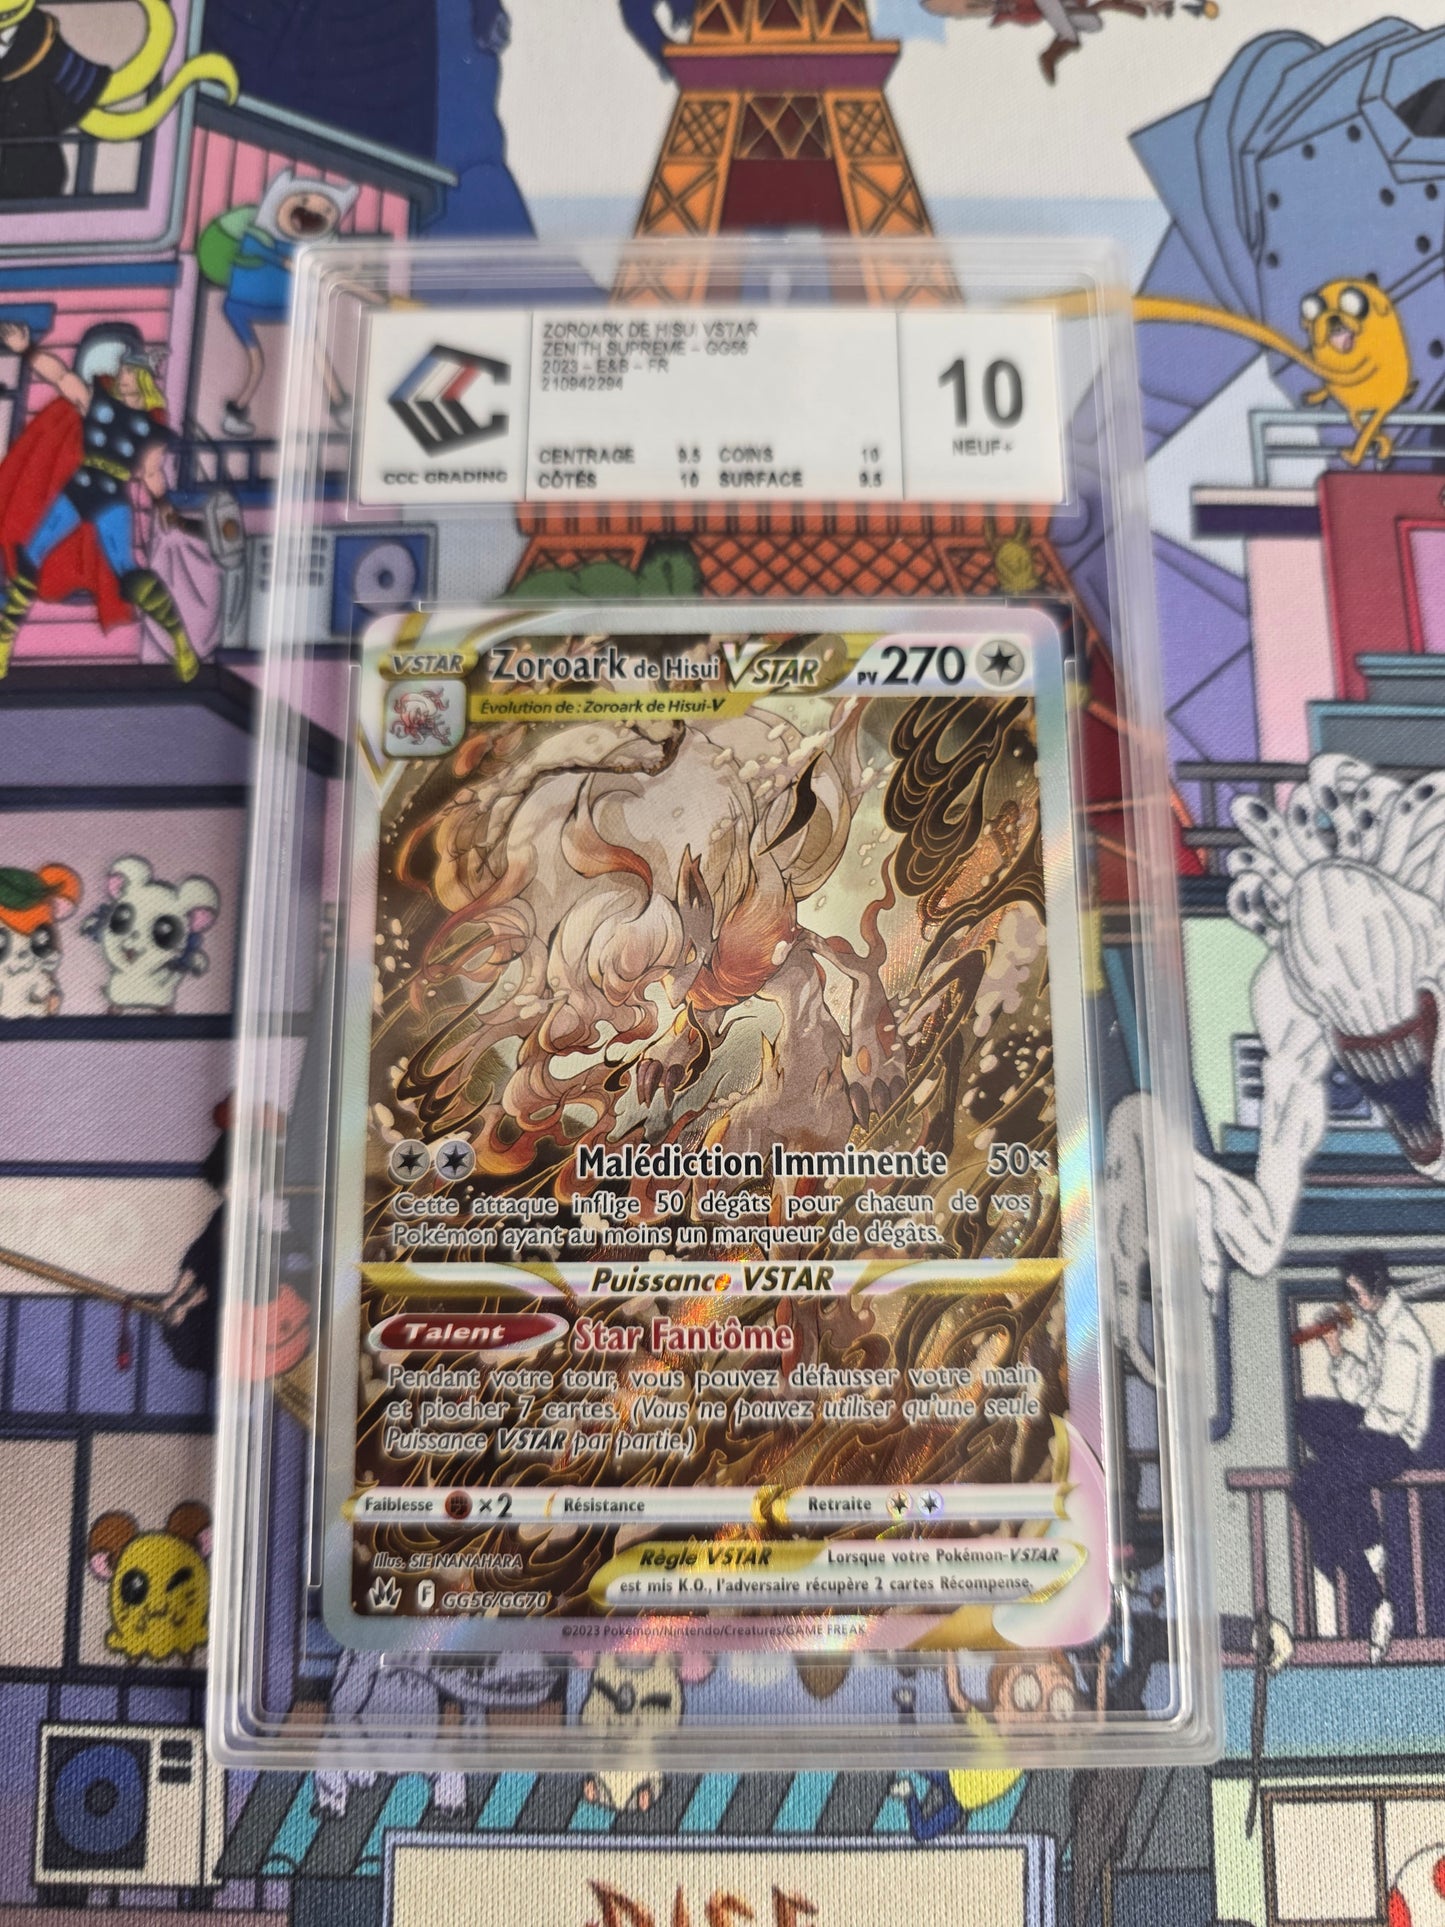 ZOROARK DE HISUI VSTAR
ZENITH SUPREME - GG56
2023 - E&B - FR
210942294
CCC GRADING
CENTRAGE 9.5 COINS 10
CÔTÉS 10 SURFACE 9.5
10
NEUF+
VSTAR Zoroark de Hisui VSTAR PV 270
Évolution de : Zoroark de Hisui-V
Malédiction Imminente 50×
Cette attaque inflige 50 dégâts pour chacun de vos
Pokémon ayant au moins un marqueur de dégâts.
Puissance VSTAR
Talent Star Fantôme
Pendant votre tour, vous pouvez défausser votre main
et piocher 7 cartes. (Vous ne pouvez utiliser qu'une seule
Puissance VSTAR par partie.)
Faiblesse ×2 Résistance Retraite
Illus. SIE NANAHARA
Règle VSTAR Lorsque votre Pokémon-VSTAR
est mis K.O., l'adversaire récupère 2 cartes Récompense.
F GG56/GG70
©2023 Pokémon/Nintendo/Creatures/GAME FREAK